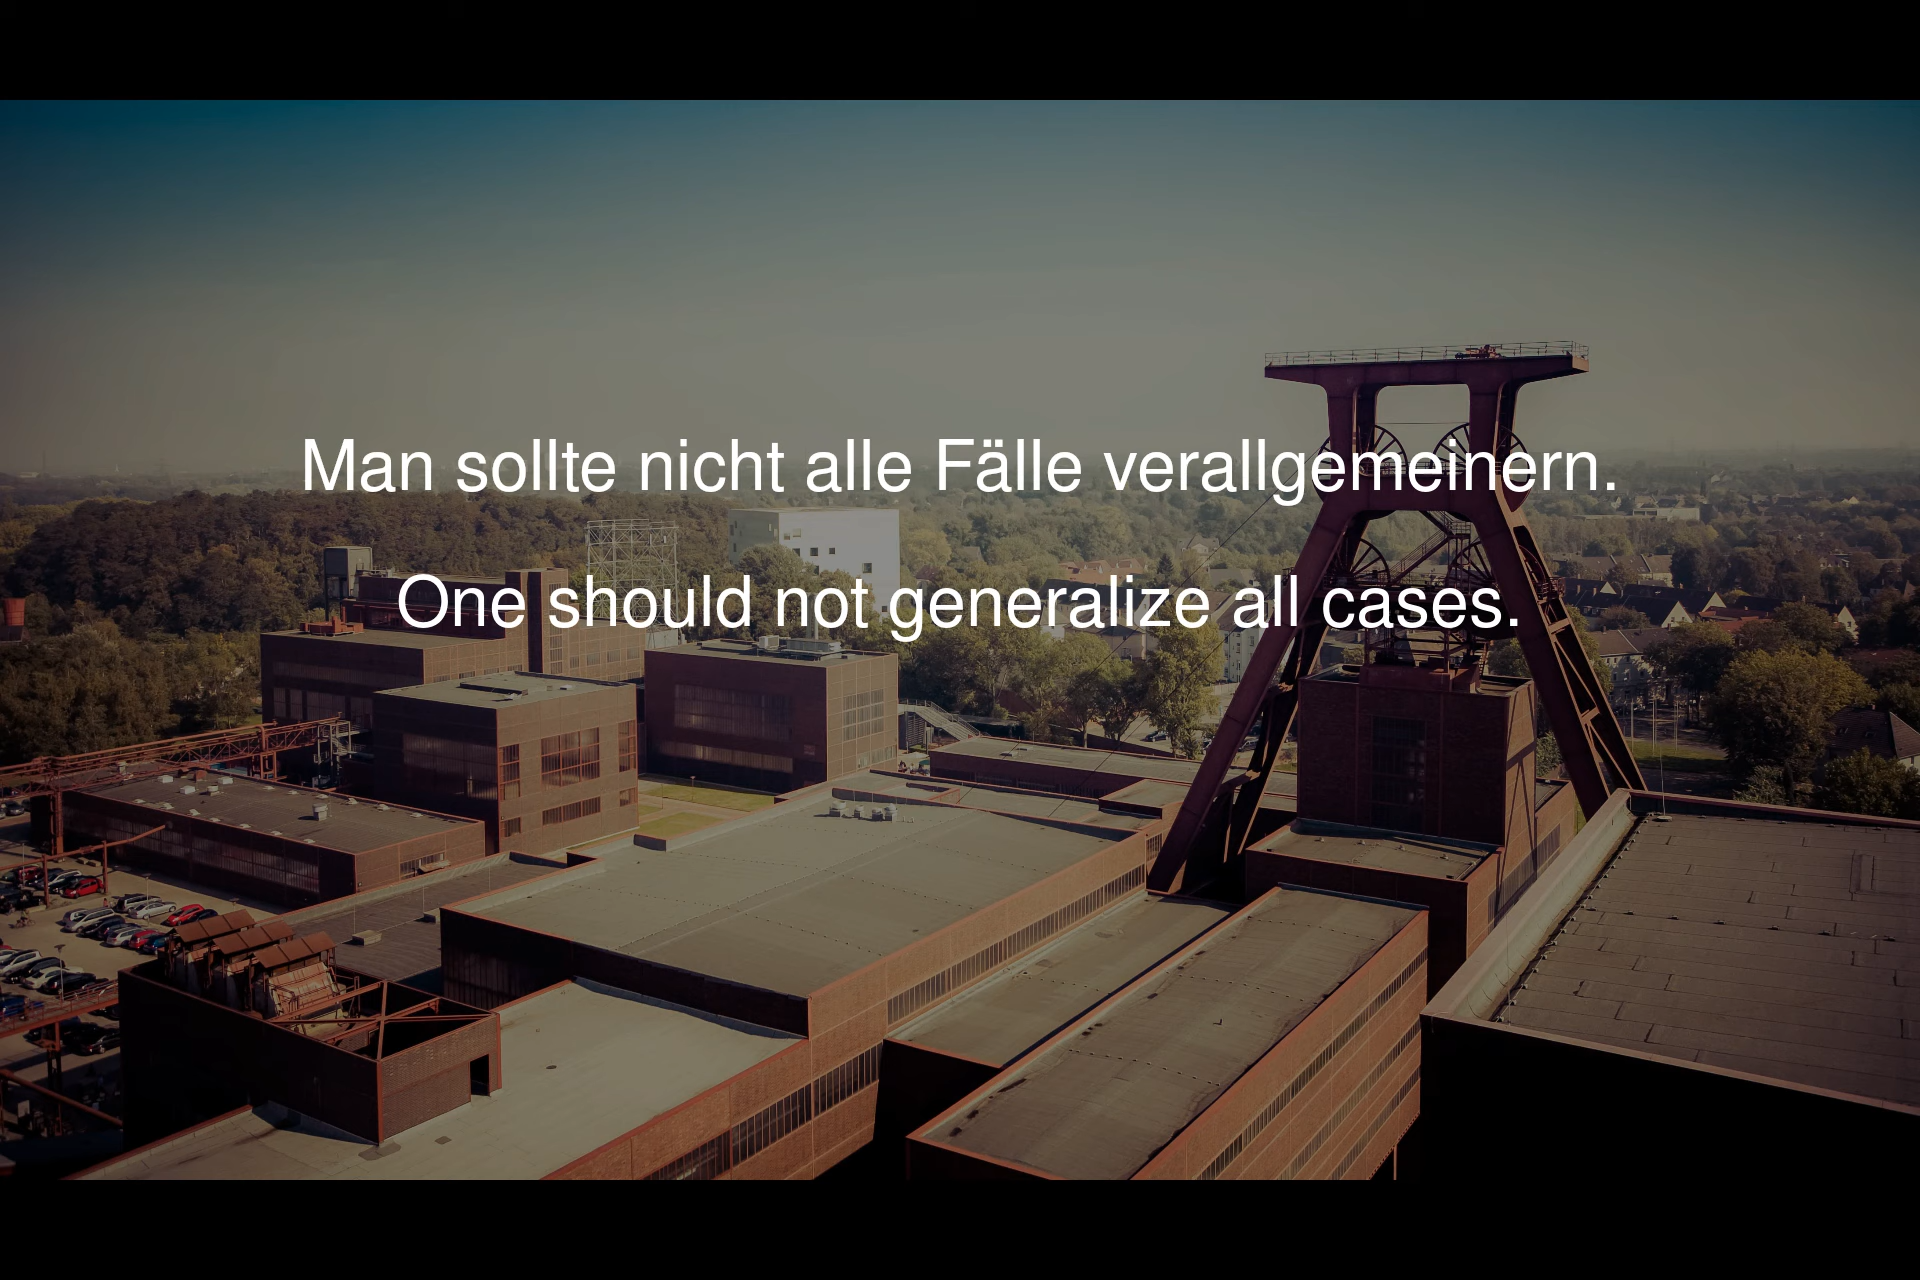 Man sollte nicht alle Fälle verallgemeinern.
One should not generalize all cases.